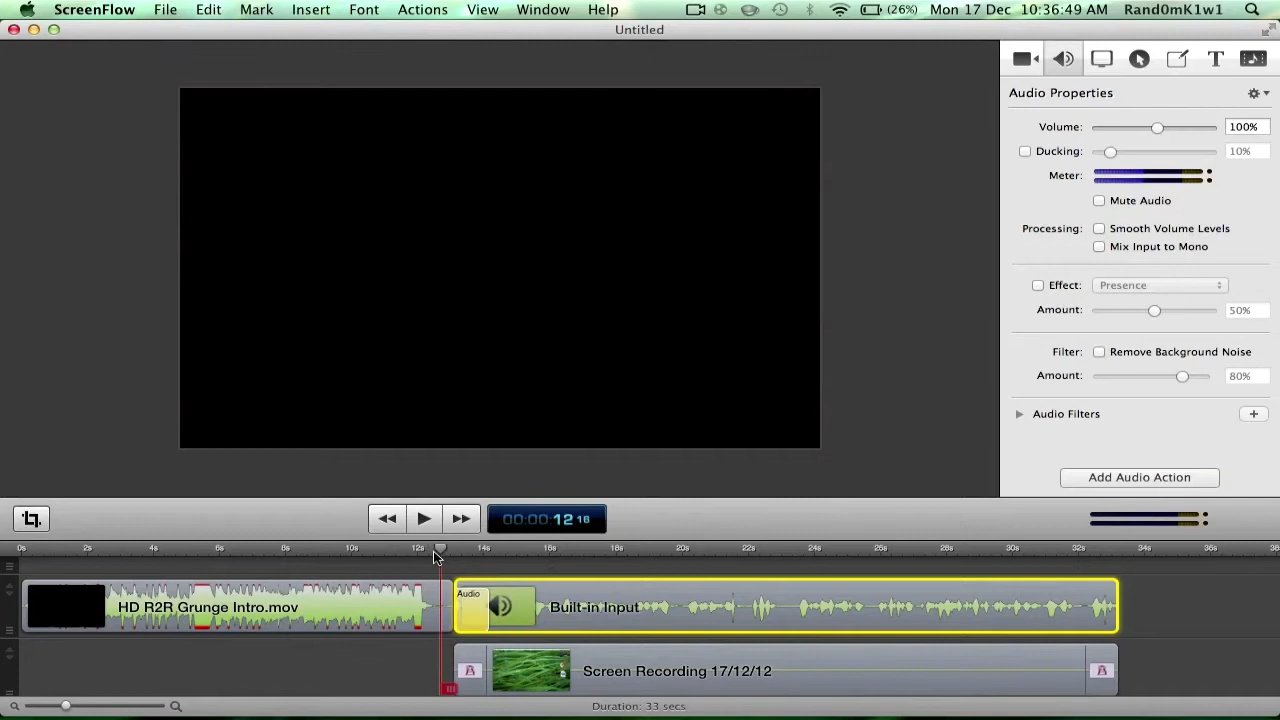 ScreenFlow File Edit Mark Insert Font Actions View Window Help (26%) Mon 17 Dec 10:36:49 AM Rand0mK1w1
Untitled
Audio Properties
Volume: 100%
Ducking: 10%
Meter:
Mute Audio
Processing: Smooth Volume Levels
Mix Input to Mono
Effect: Presence
Amount: 50%
Filter: Remove Background Noise
Amount: 80%
Audio Filters
Add Audio Action
00:00:12 18
0s 2s 4s 6s 8s 10s 12s 14s 16s 18s 20s 22s 24s 26s 28s 30s 32s 34s 36s 38
HD R2R Grunge Intro.mov
Audio
Built-in Input
Screen Recording 17/12/12
Duration: 33 secs